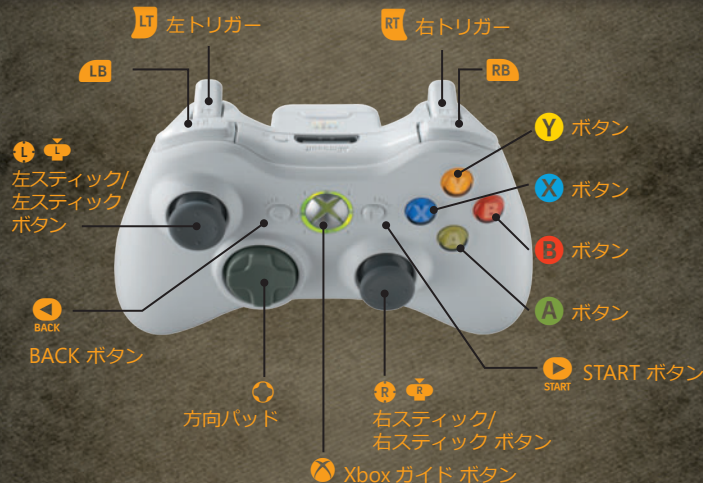 LT 左トリガー
RT 右トリガー
LB
RB
Y ボタン
L L
左スティック/
左スティック
ボタン
X ボタン
B ボタン
A ボタン
BACK
BACK ボタン
START
START ボタン
方向パッド
R R
右スティック/
右スティック ボタン
Xbox ガイド ボタン
Y
X
B
A